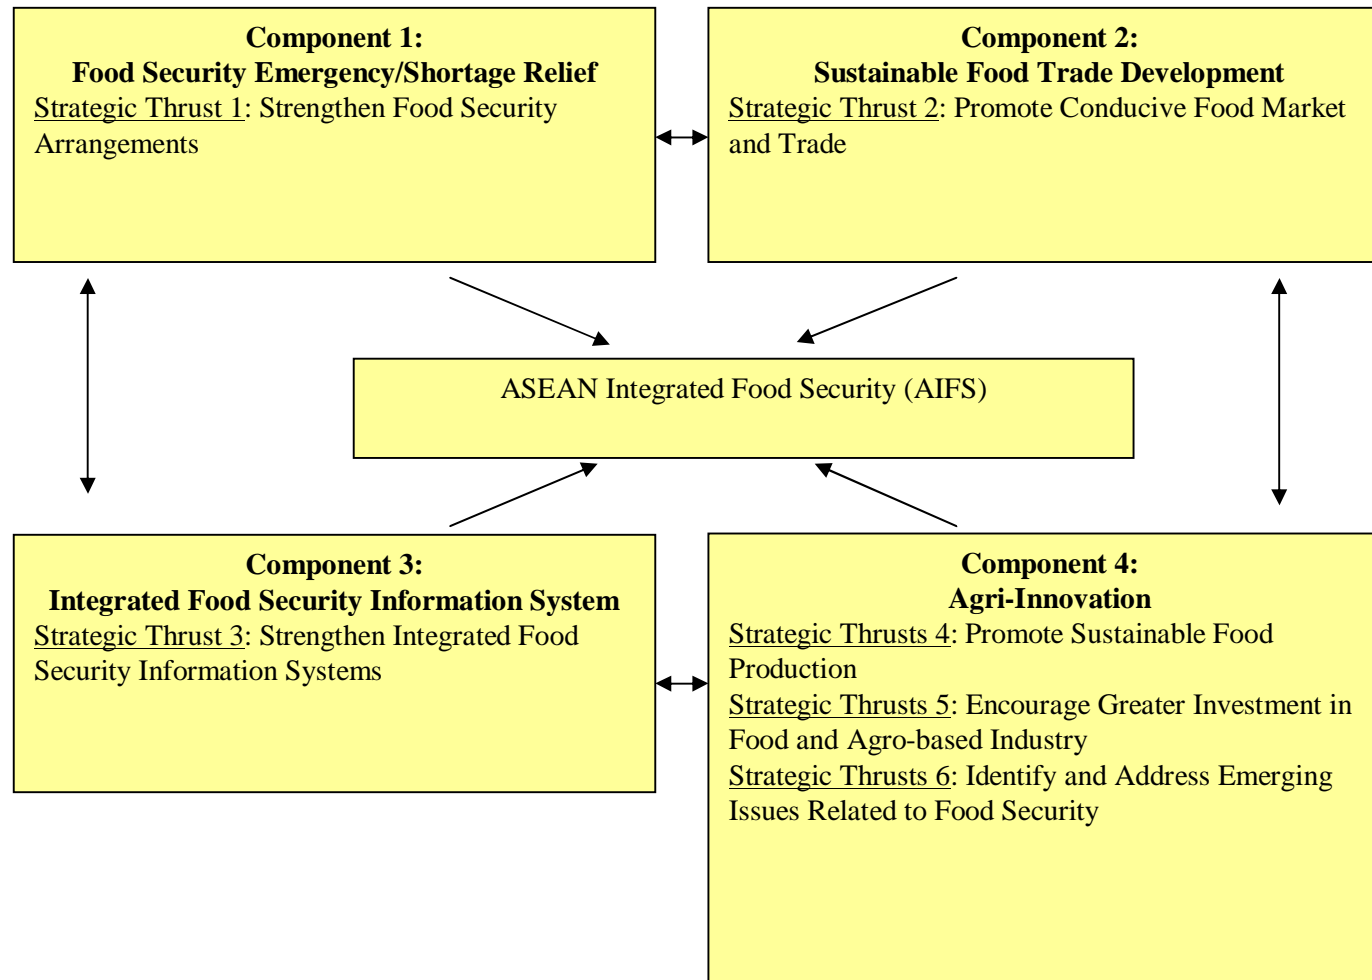 Component 1:
Food Security Emergency/Shortage Relief
Strategic Thrust 1: Strengthen Food Security
Arrangements
Component 2:
Sustainable Food Trade Development
Strategic Thrust 2: Promote Conducive Food Market
and Trade
ASEAN Integrated Food Security (AIFS)
Component 3:
Integrated Food Security Information System
Strategic Thrust 3: Strengthen Integrated Food
Security Information Systems
Component 4:
Agri-Innovation
Strategic Thrusts 4: Promote Sustainable Food
Production
Strategic Thrusts 5: Encourage Greater Investment in
Food and Agro-based Industry
Strategic Thrusts 6: Identify and Address Emerging
Issues Related to Food Security